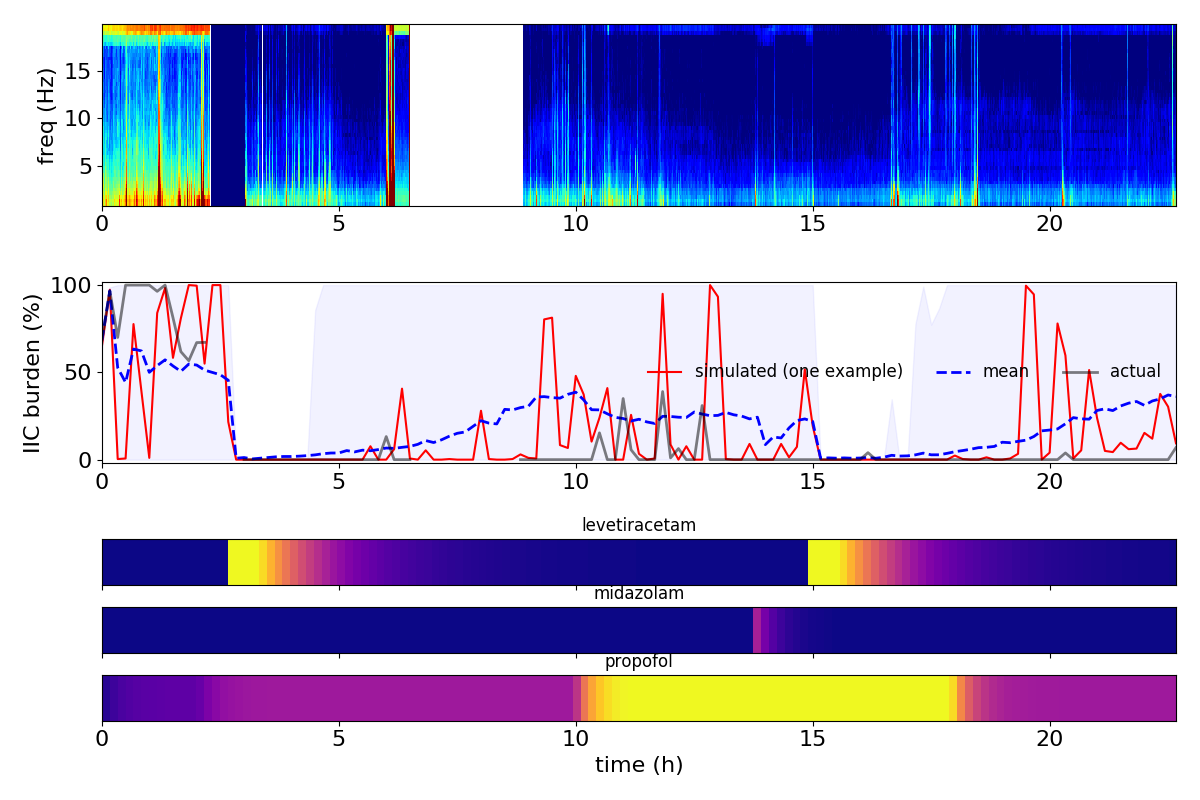 freq (Hz)
15
10
5
0 5 10 15 20
IIC burden (%)
100
50
0
simulated (one example) mean actual
0 5 10 15 20
levetiracetam
midazolam
propofol
0 5 10 15 20
time (h)